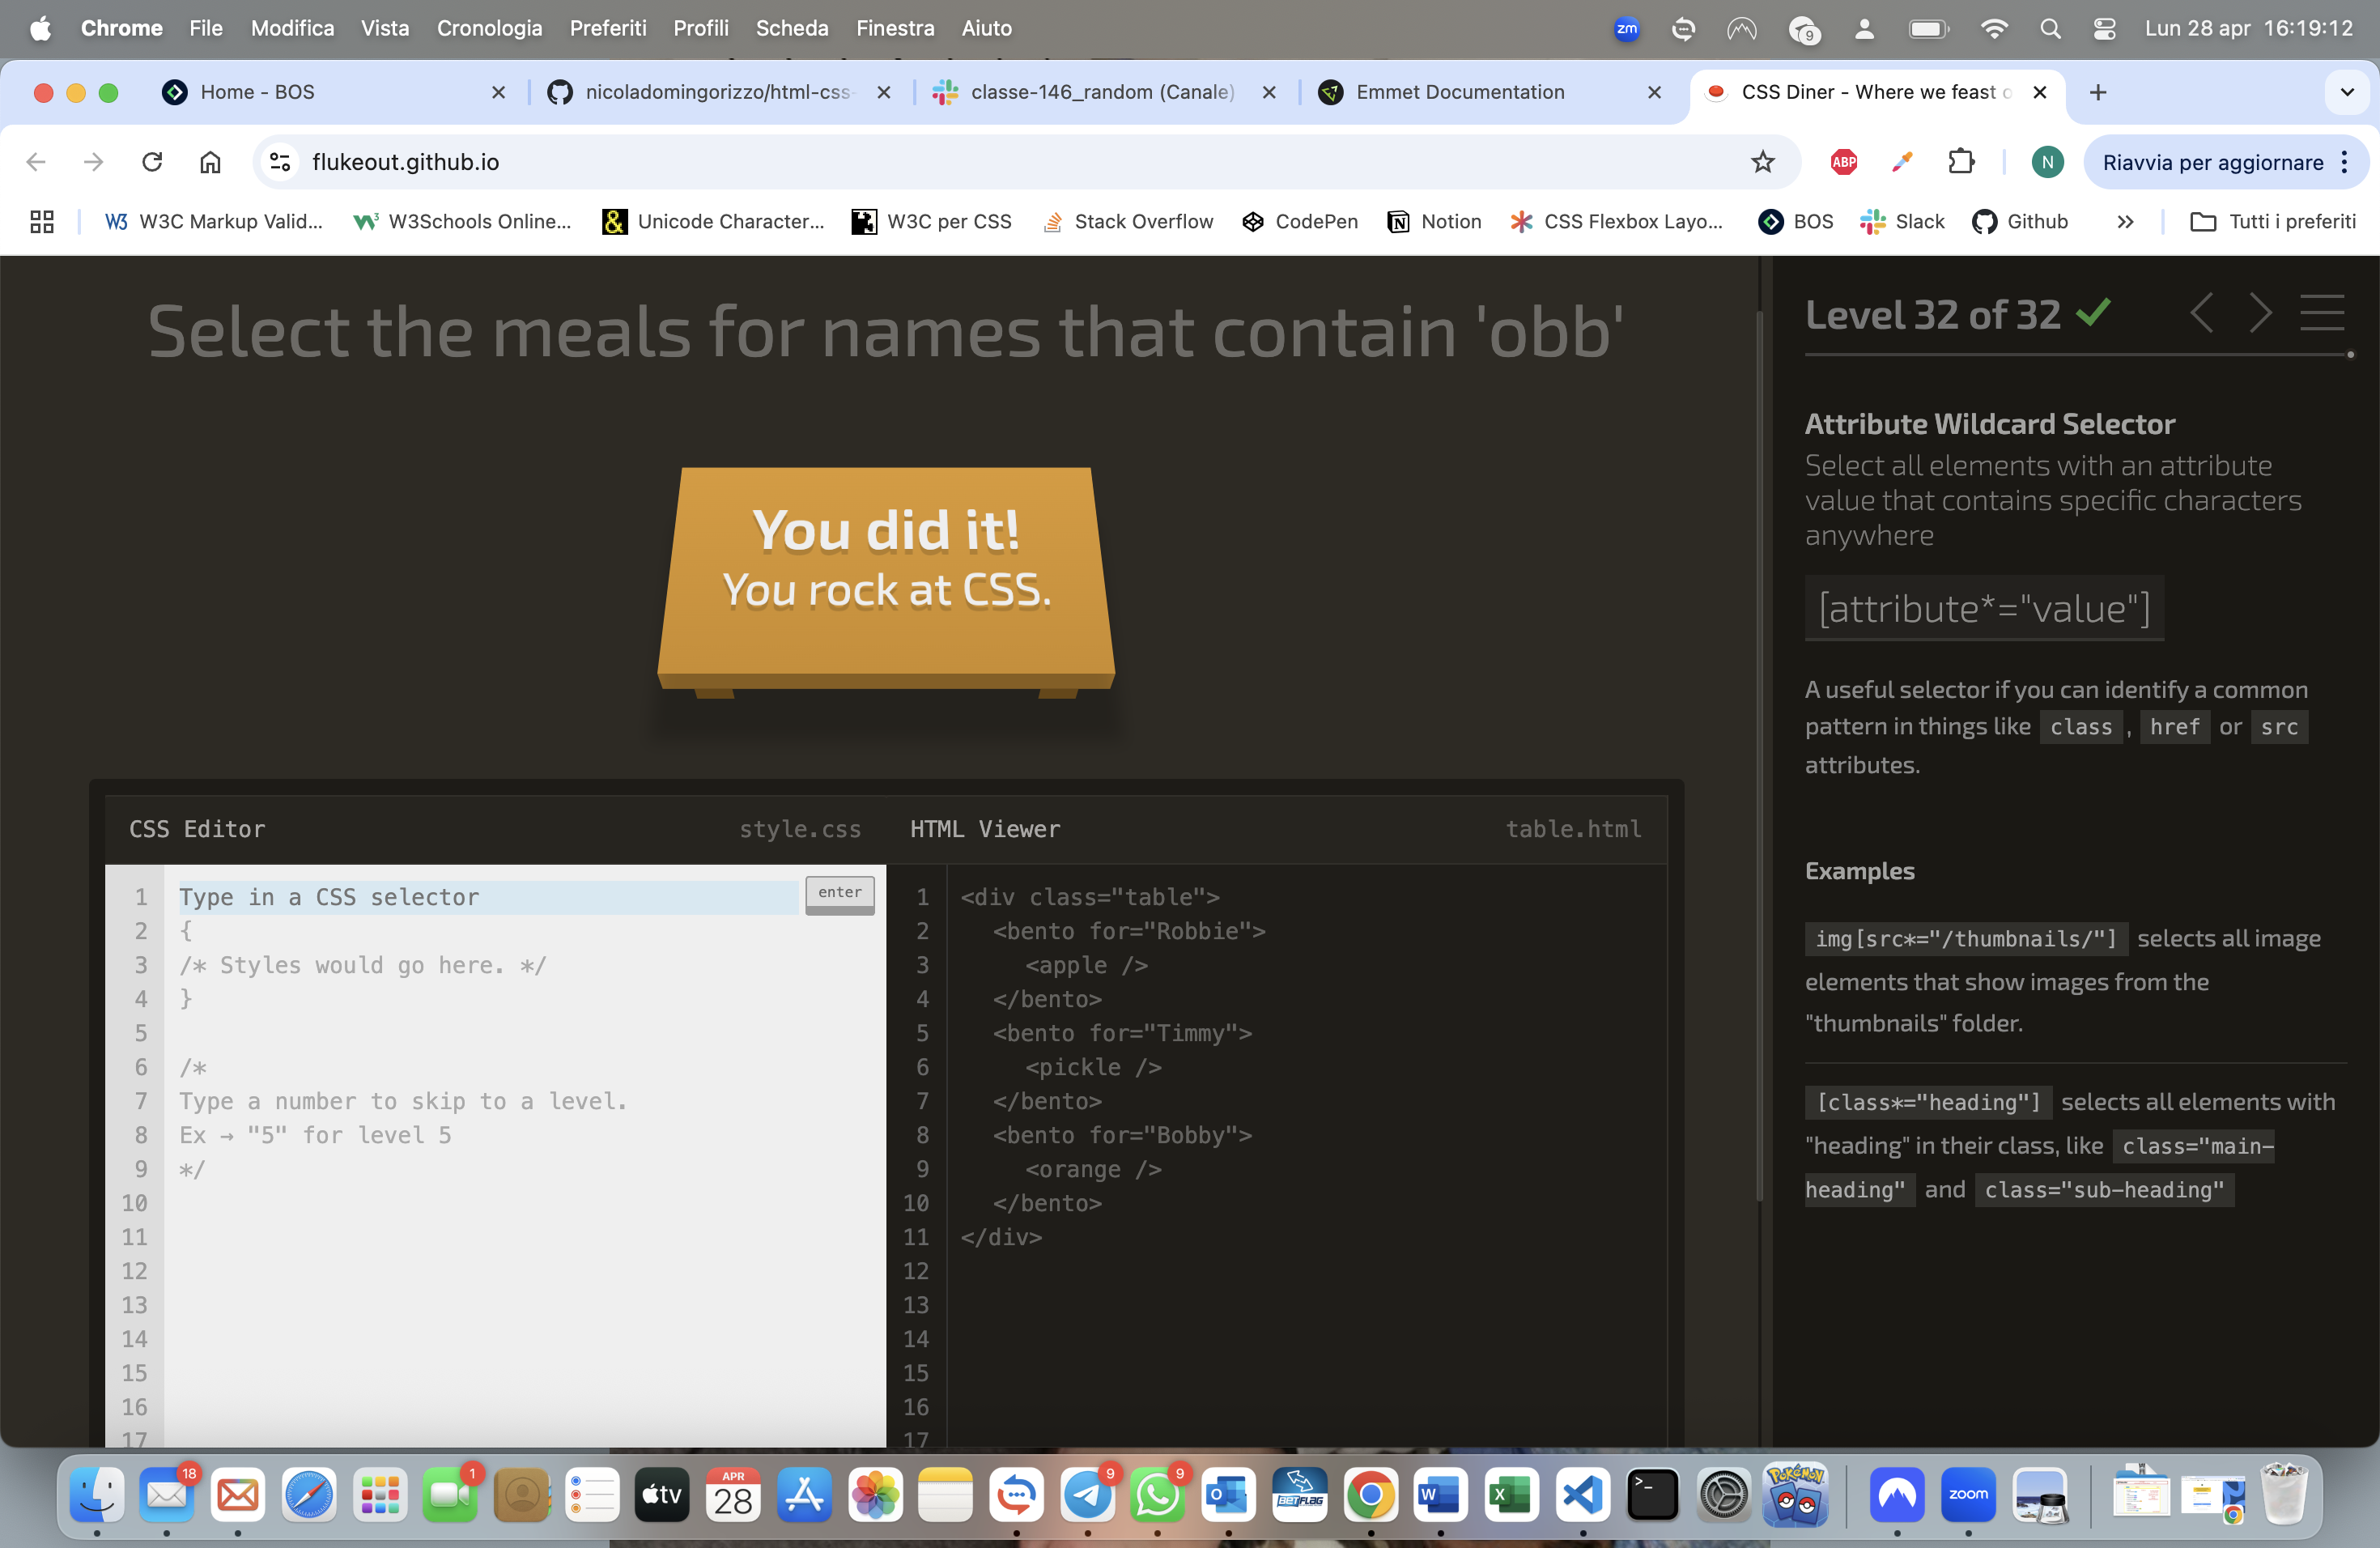 Chrome File Modifica Vista Cronologia Preferiti Profili Scheda Finestra Aiuto
zm 9 Lun 28 apr 16:19:12
Home - BOS
nicoladomingorizzo/html-css-
classe-146_random (Canale)
Emmet Documentation
CSS Diner - Where we feast o
flukeout.github.io
ABP
N
Riavvia per aggiornare
W3C Markup Valid...
W3Schools Online...
Unicode Character...
W3C per CSS
Stack Overflow
CodePen
Notion
CSS Flexbox Layo...
BOS
Slack
Github
Tutti i preferiti
Select the meals for names that contain 'obb'
You did it!
You rock at CSS.
CSS Editor style.css
1 Type in a CSS selector enter
2 {
3 /* Styles would go here. */
4 }
5
6 /*
7 Type a number to skip to a level.
8 Ex → "5" for level 5
9 */
10
11
12
13
14
15
16
17
HTML Viewer table.html
1 <div class="table">
2 <bento for="Robbie">
3 <apple />
4 </bento>
5 <bento for="Timmy">
6 <pickle />
7 </bento>
8 <bento for="Bobby">
9 <orange />
10 </bento>
11 </div>
12
13
14
15
16
17
Level 32 of 32
Attribute Wildcard Selector
Select all elements with an attribute
value that contains specific characters
anywhere
[attribute*="value"]
A useful selector if you can identify a common
pattern in things like class , href or src
attributes.
Examples
img[src*="/thumbnails/"] selects all image
elements that show images from the
"thumbnails" folder.
[class*="heading"] selects all elements with
"heading" in their class, like class="main-
heading" and class="sub-heading"
18
1
tv
APR
28
9
9
BETFLAG
W
X
Pokémon
zoom